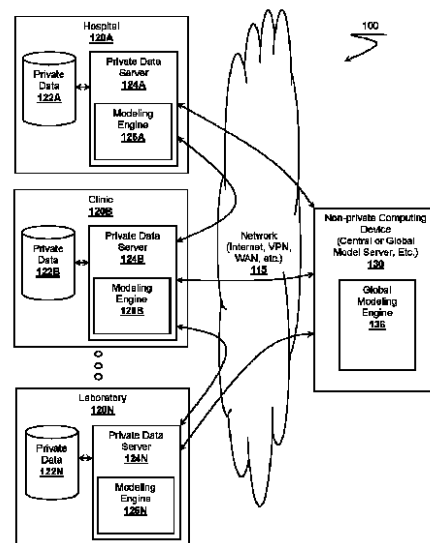 100
Hospital
120A
Private
Data
122A
Private Data
Server
124A
Modeling
Engine
126A
Clinic
120B
Private
Data
122B
Private Data
Server
124B
Modeling
Engine
126B
Network
(Internet, VPN,
WAN, etc.)
115
Non-private Computing
Device
(Central or Global
Model Server, Etc.)
130
Global
Modeling
Engine
136
Laboratory
120N
Private
Data
122N
Private Data
Server
124N
Modeling
Engine
126N